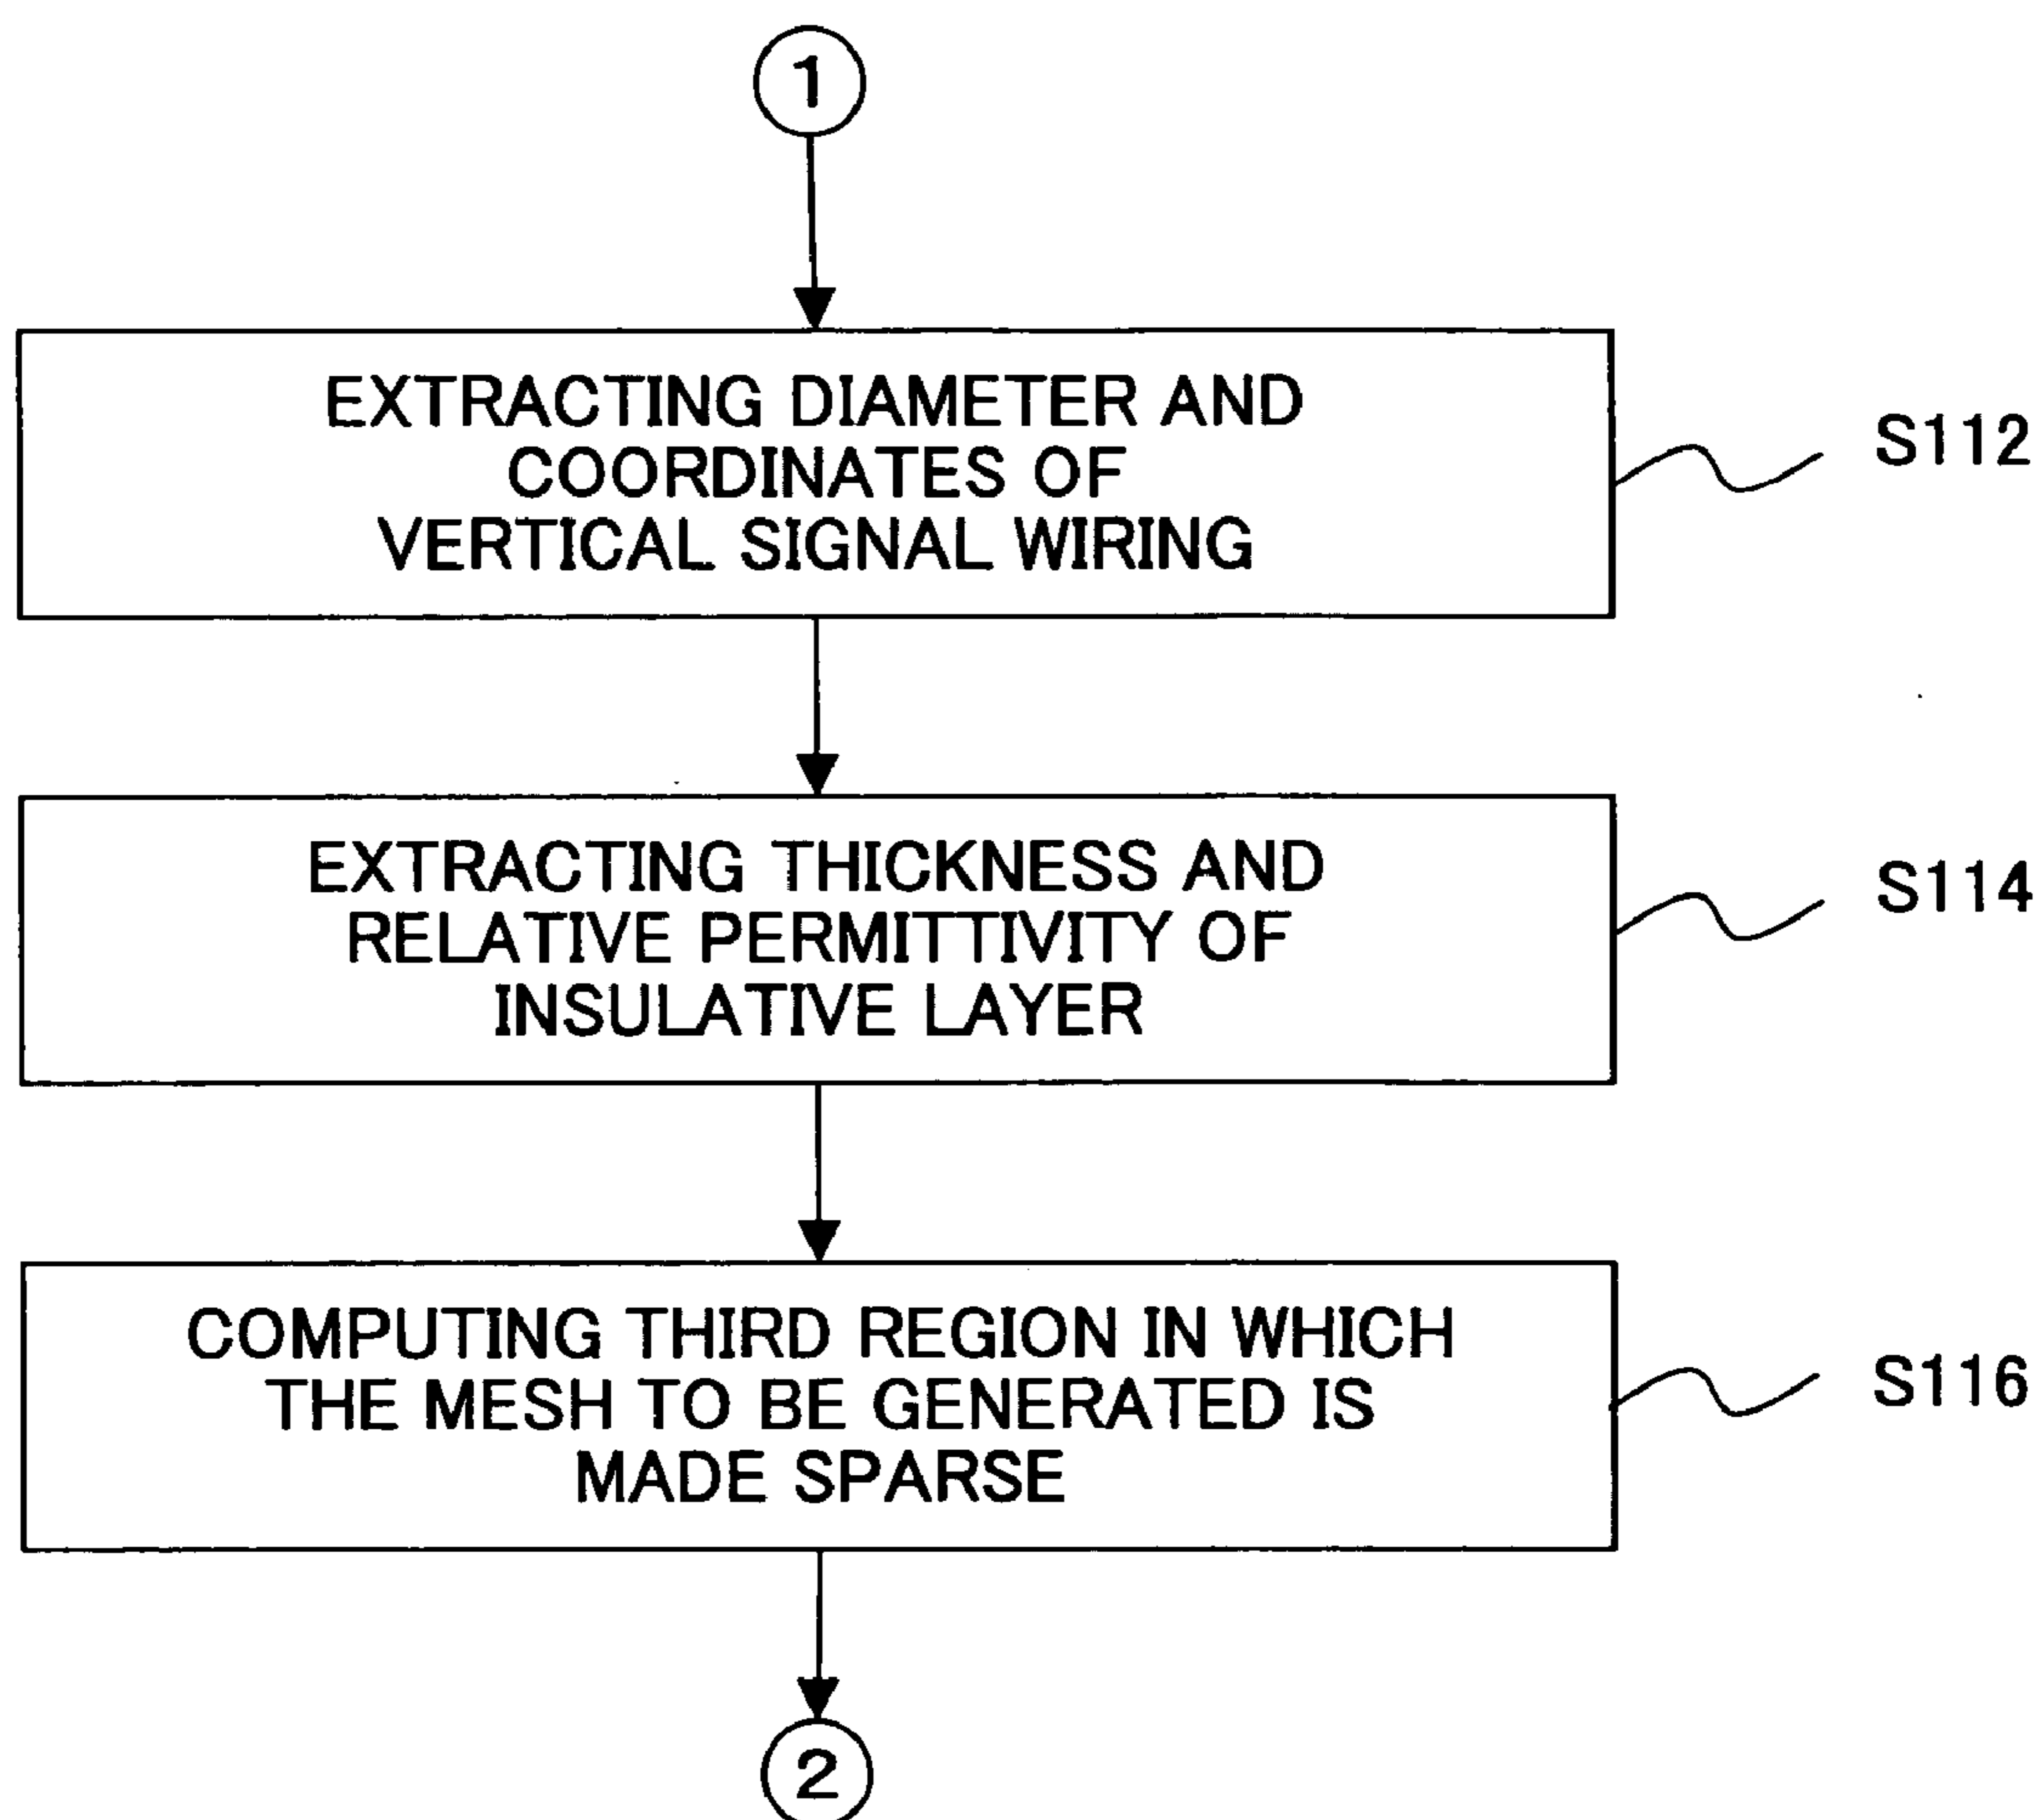 1
EXTRACTING DIAMETER AND
COORDINATES OF
VERTICAL SIGNAL WIRING
S112
EXTRACTING THICKNESS AND
RELATIVE PERMITTIVITY OF
INSULATIVE LAYER
S114
COMPUTING THIRD REGION IN WHICH
THE MESH TO BE GENERATED IS
MADE SPARSE
S116
2